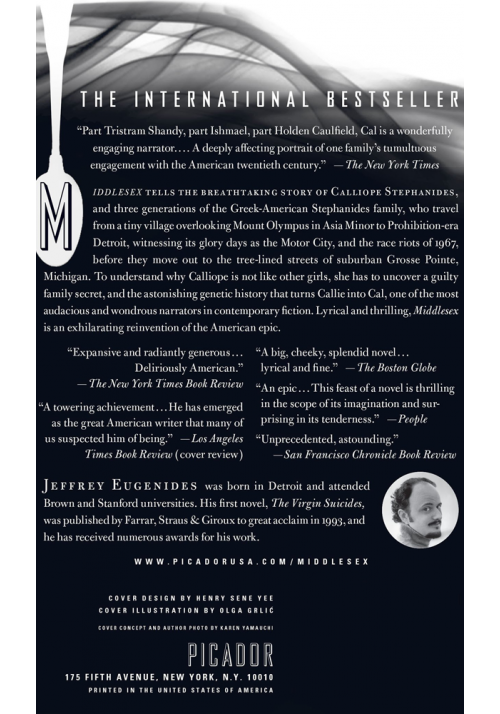 THE INTERNATIONAL BESTSELLER
“Part Tristram Shandy, part Ishmael, part Holden Caulfield, Cal is a wonderfully
engaging narrator.... A deeply affecting portrait of one family’s tumultuous
engagement with the American twentieth century.” —The New York Times
MIDDLESEX TELLS THE BREATHTAKING STORY OF CALLIOPE STEPHANIDES,
and three generations of the Greek-American Stephanides family, who travel
from a tiny village overlooking Mount Olympus in Asia Minor to Prohibition-era
Detroit, witnessing its glory days as the Motor City, and the race riots of 1967,
before they move out to the tree-lined streets of suburban Grosse Pointe,
Michigan. To understand why Calliope is not like other girls, she has to uncover a guilty
family secret, and the astonishing genetic history that turns Callie into Cal, one of the most
audacious and wondrous narrators in contemporary fiction. Lyrical and thrilling, Middlesex
is an exhilarating reinvention of the American epic.
“Expansive and radiantly generous...
Deliriously American.”
—The New York Times Book Review
“A towering achievement...He has emerged
as the great American writer that many of
us suspected him of being.” —Los Angeles
Times Book Review (cover review)
“A big, cheeky, splendid novel...
lyrical and fine.” —The Boston Globe
“An epic...This feast of a novel is thrilling
in the scope of its imagination and sur-
prising in its tenderness.” —People
“Unprecedented, astounding.”
—San Francisco Chronicle Book Review
JEFFREY EUGENIDES was born in Detroit and attended
Brown and Stanford universities. His first novel, The Virgin Suicides,
was published by Farrar, Straus & Giroux to great acclaim in 1993, and
he has received numerous awards for his work.
WWW.PICADORUSA.COM/MIDDLESEX
COVER DESIGN BY HENRY SENE YEE
COVER ILLUSTRATION BY OLGA GRLIĆ
COVER CONCEPT AND AUTHOR PHOTO BY KAREN YAMAUCHI
PICADOR
175 FIFTH AVENUE, NEW YORK, N.Y. 10010
PRINTED IN THE UNITED STATES OF AMERICA